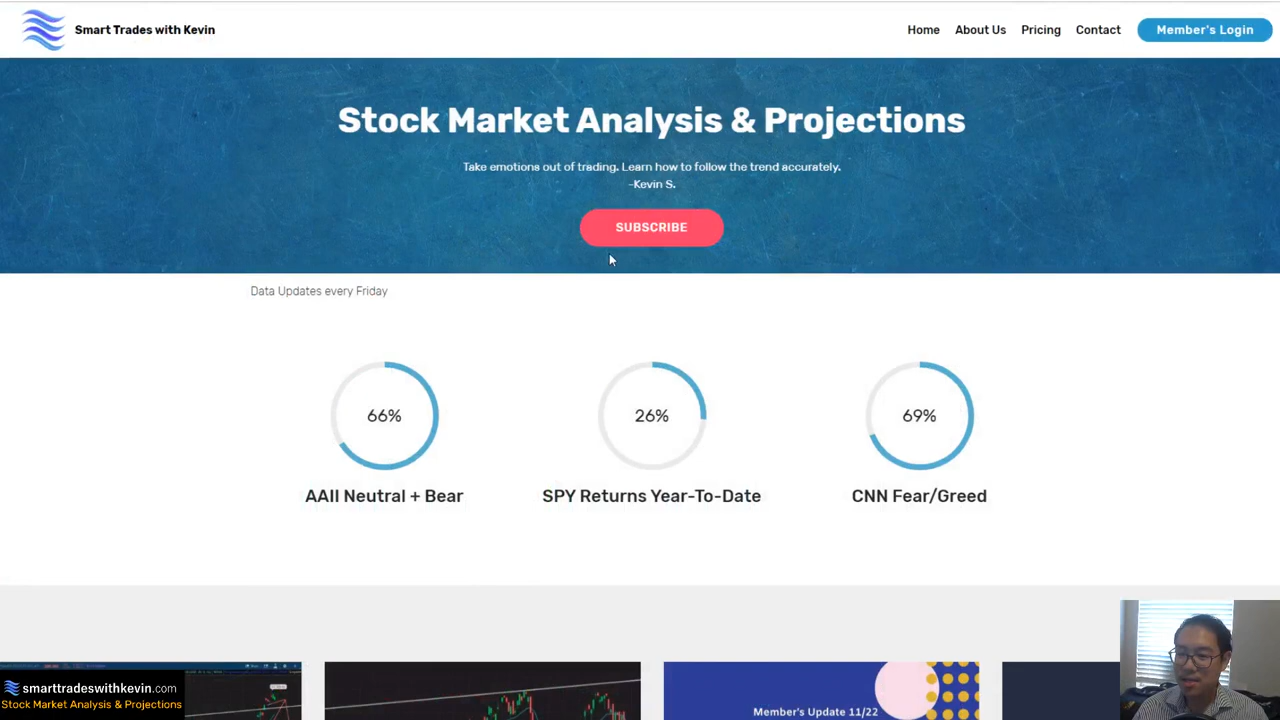 Smart Trades with Kevin
Home About Us Pricing Contact Member's Login
Stock Market Analysis & Projections
Take emotions out of trading. Learn how to follow the trend accurately.
-Kevin S.
SUBSCRIBE
Data Updates every Friday
66% 26% 69%
AAII Neutral + Bear SPY Returns Year-To-Date CNN Fear/Greed
smarttradeswithkevin.com
Stock Market Analysis & Projections
Member's Update 11/22